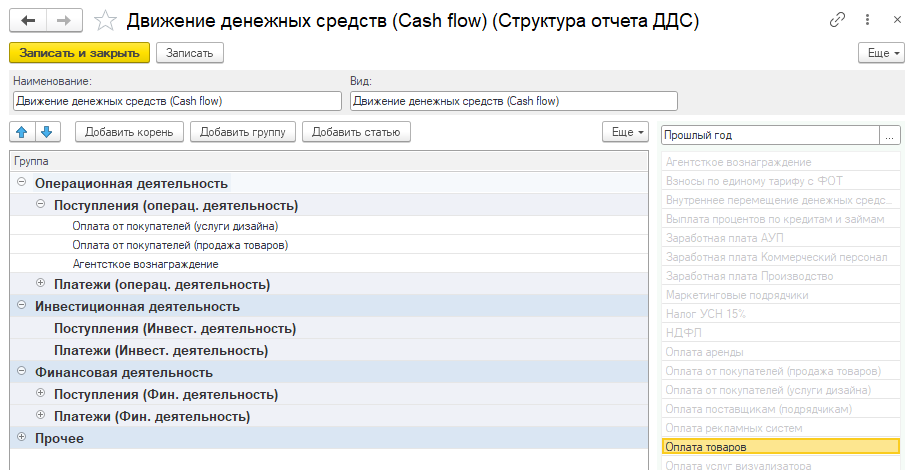 Движение денежных средств (Cash flow) (Структура отчета ДДС)
Записать и закрыть
Записать
Еще
Наименование:
Вид:
Движение денежных средств (Cash flow)
Движение денежных средств (Cash flow)
Добавить корень
Добавить группу
Добавить статью
Еще
Прошлый год
...
Группа
Операционная деятельность
Поступления (операц. деятельность)
Оплата от покупателей (услуги дизайна)
Оплата от покупателей (продажа товаров)
Агентсткое вознаграждение
Платежи (операц. деятельность)
Инвестиционная деятельность
Поступления (Инвест. деятельность)
Платежи (Инвест. деятельность)
Финансовая деятельность
Поступления (Фин. деятельность)
Платежи (Фин. деятельность)
Прочее
Агентсткое вознаграждение
Взносы по единому тарифу с ФОТ
Внутреннее перемещение денежных средс...
Выплата процентов по кредитам и займам
Заработная плата АУП
Заработная плата Коммерческий персонал
Заработная плата Производство
Маркетинговые подрядчики
Налог УСН 15%
НДФЛ
Оплата аренды
Оплата от покупателей (продажа товаров)
Оплата от покупателей (услуги дизайна)
Оплата поставщикам (подрядчикам)
Оплата рекламных систем
Оплата товаров
Оплата услуг визуализатора